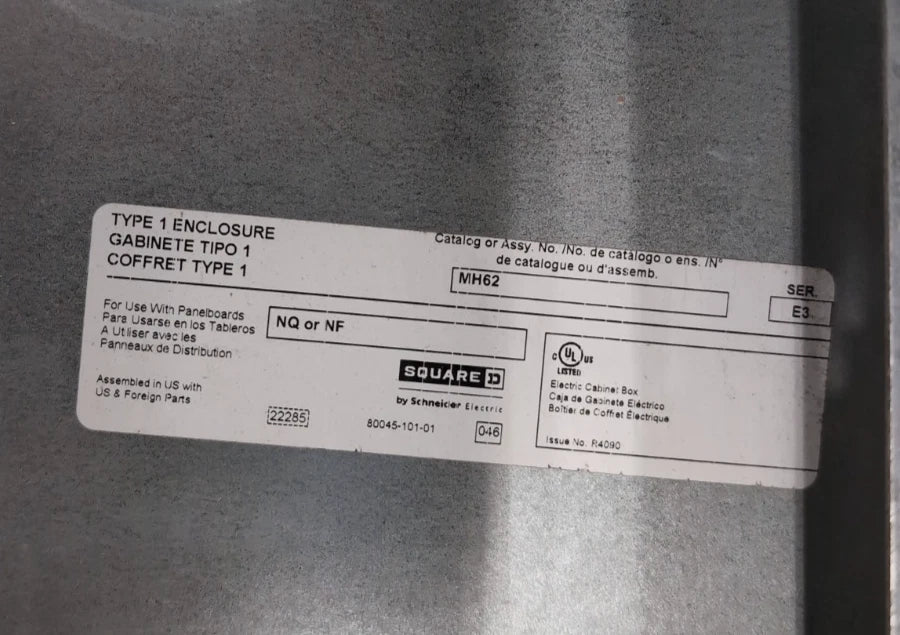 TYPE 1 ENCLOSURE
GABINETE TIPO 1
COFFRET TYPE 1
Catalog or Assy. No. /No. de catálogo o ens. /N°
de catalogue ou d'assemb.
MH62
SER.
E3
For Use With Panelboards
Para Usarse en los Tableros
A Utiliser avec les
Panneaux de Distribution
NQ or NF
Assembled in US with
US & Foreign Parts
22285
SQUARE D
by Schneider Electric
80045-101-01
046
C UL US
LISTED
Electric Cabinet Box
Caja de Gabinete Eléctrico
Boîtier de Coffret Électrique
Issue No. R4090